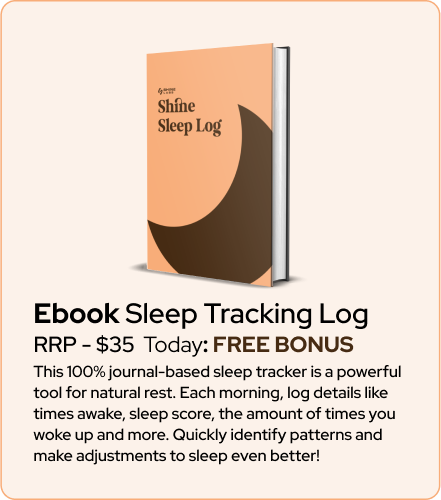 Shine
Sleep Log
Ebook Sleep Tracking Log
RRP - $35 Today: FREE BONUS
This 100% journal-based sleep tracker is a powerful
tool for natural rest. Each morning, log details like
times awake, sleep score, the amount of times you
woke up and more. Quickly identify patterns and
make adjustments to sleep even better!